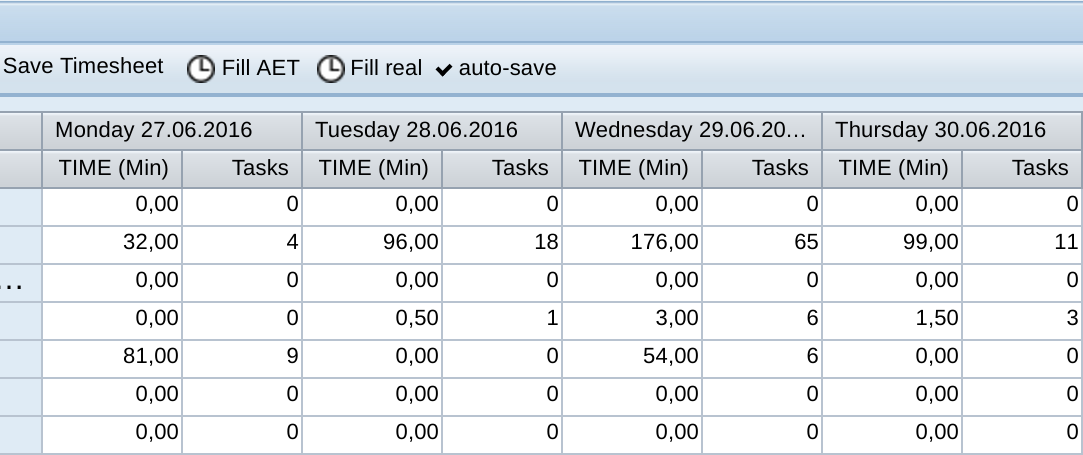 Save Timesheet Fill AET Fill real auto-save
Monday 27.06.2016 Tuesday 28.06.2016 Wednesday 29.06.20... Thursday 30.06.2016
TIME (Min) Tasks TIME (Min) Tasks TIME (Min) Tasks TIME (Min) Tasks
0,00 0 0,00 0 0,00 0 0,00 0
32,00 4 96,00 18 176,00 65 99,00 11
... 0,00 0 0,00 0 0,00 0 0,00 0
0,00 0 0,50 1 3,00 6 1,50 3
81,00 9 0,00 0 54,00 6 0,00 0
0,00 0 0,00 0 0,00 0 0,00 0
0,00 0 0,00 0 0,00 0 0,00 0